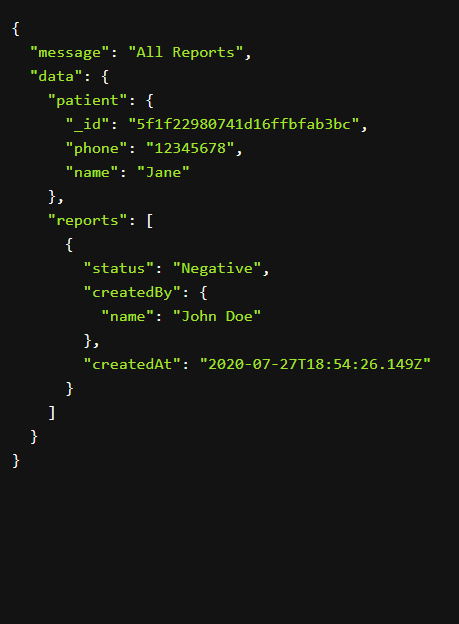 {
  "message": "All Reports",
  "data": {
    "patient": {
      "_id": "5f1f22980741d16ffbfab3bc",
      "phone": "12345678",
      "name": "Jane"
    },
    "reports": [
      {
        "status": "Negative",
        "createdBy": {
          "name": "John Doe"
        },
        "createdAt": "2020-07-27T18:54:26.149Z"
      }
    ]
  }
}